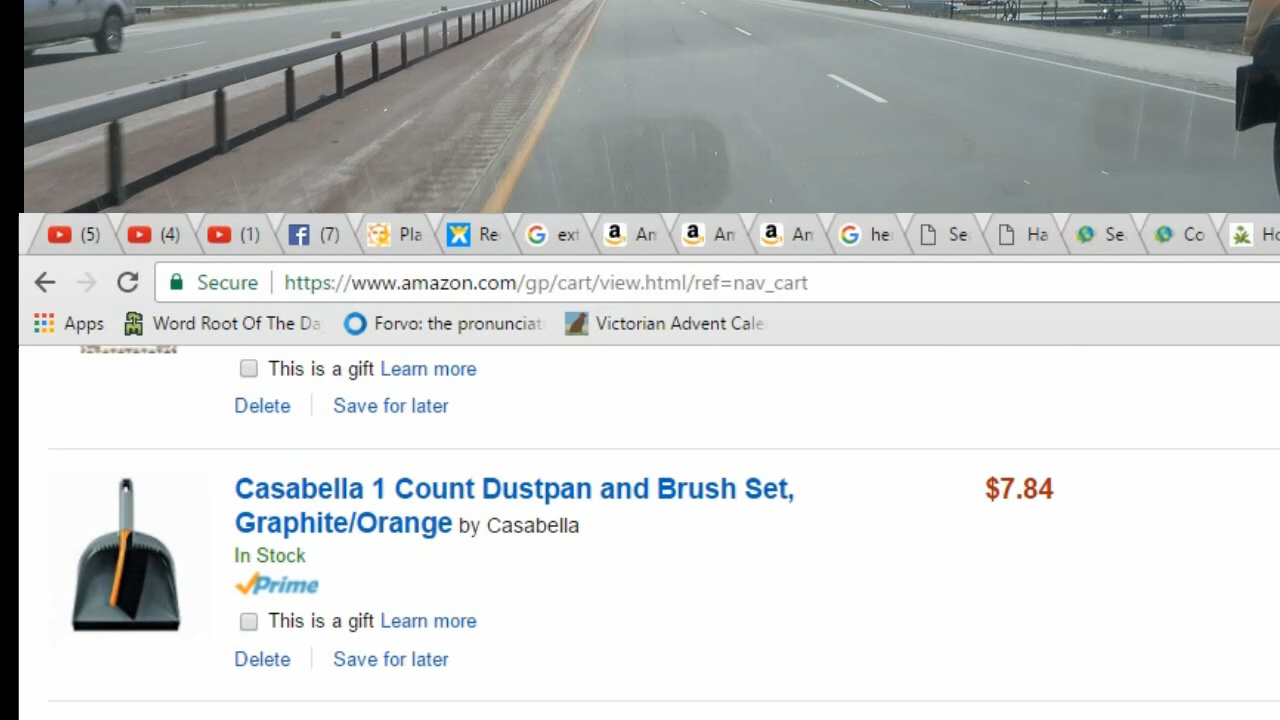 (5) (4) (1) (7) Pla Re ext An An An he Se Ha Se Co Ho
Secure https://www.amazon.com/gp/cart/view.html/ref=nav_cart
Apps Word Root Of The Da Forvo: the pronunciat Victorian Advent Cale
This is a gift Learn more
Delete Save for later
Casabella 1 Count Dustpan and Brush Set, $7.84
Graphite/Orange by Casabella
In Stock
Prime
This is a gift Learn more
Delete Save for later